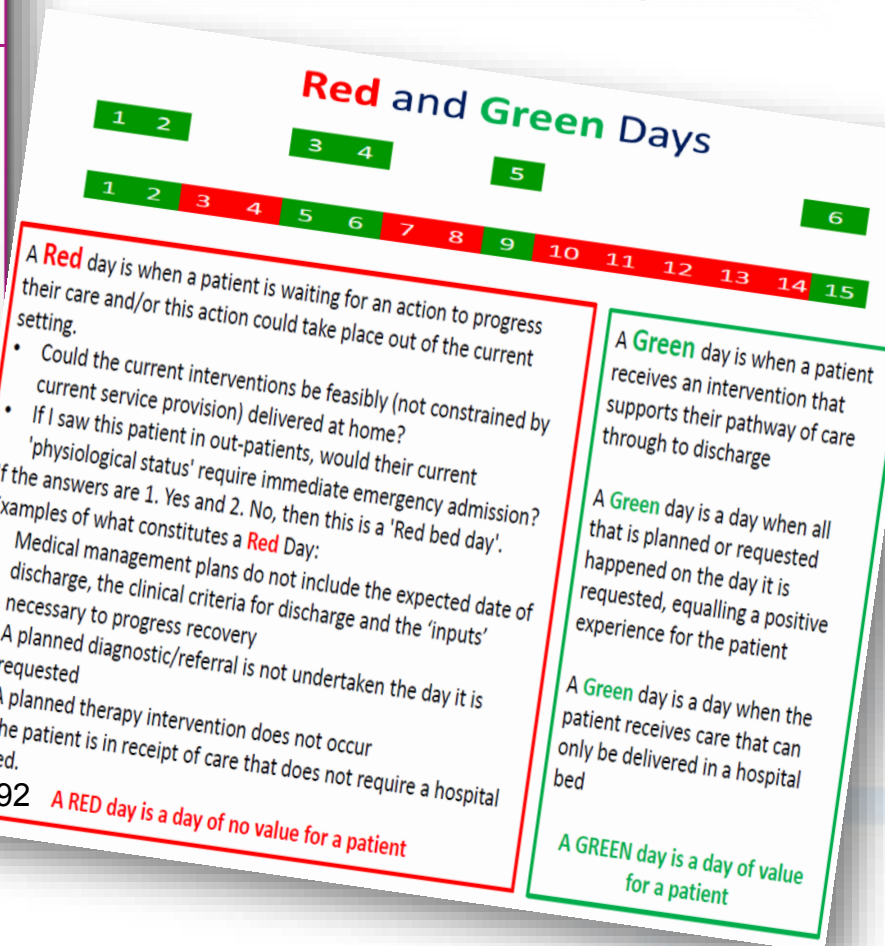 Red and Green Days
1 2
3 4
5
6
1 2 3 4 5 6 7 8 9 10 11 12 13 14 15
A Red day is when a patient is waiting for an action to progress
their care and/or this action could take place out of the current
setting.
• Could the current interventions be feasibly (not constrained by
current service provision) delivered at home?
• If I saw this patient in out-patients, would their current
'physiological status' require immediate emergency admission?
f the answers are 1. Yes and 2. No, then this is a 'Red bed day'.
xamples of what constitutes a Red Day:
Medical management plans do not include the expected date of
discharge, the clinical criteria for discharge and the ‘inputs’
necessary to progress recovery
A planned diagnostic/referral is not undertaken the day it is
requested
A planned therapy intervention does not occur
he patient is in receipt of care that does not require a hospital
ed.
92
A RED day is a day of no value for a patient
A Green day is when a patient
receives an intervention that
supports their pathway of care
through to discharge
A Green day is a day when all
that is planned or requested
happened on the day it is
requested, equalling a positive
experience for the patient
A Green day is a day when the
patient receives care that can
only be delivered in a hospital
bed
A GREEN day is a day of value
for a patient